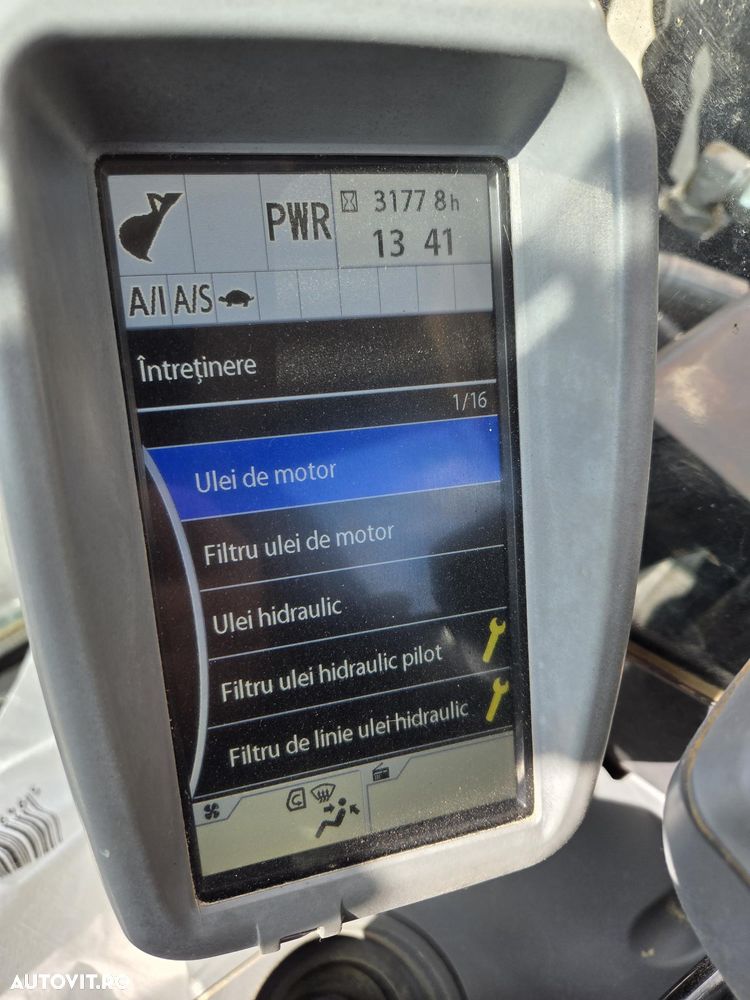 PWR
3177 8h
13 41
A/I A/S
Întreținere
1/16
Ulei de motor
Filtru ulei de motor
Ulei hidraulic
Filtru ulei hidraulic pilot
Filtru de linie ulei hidraulic
AUTOVIT.RO